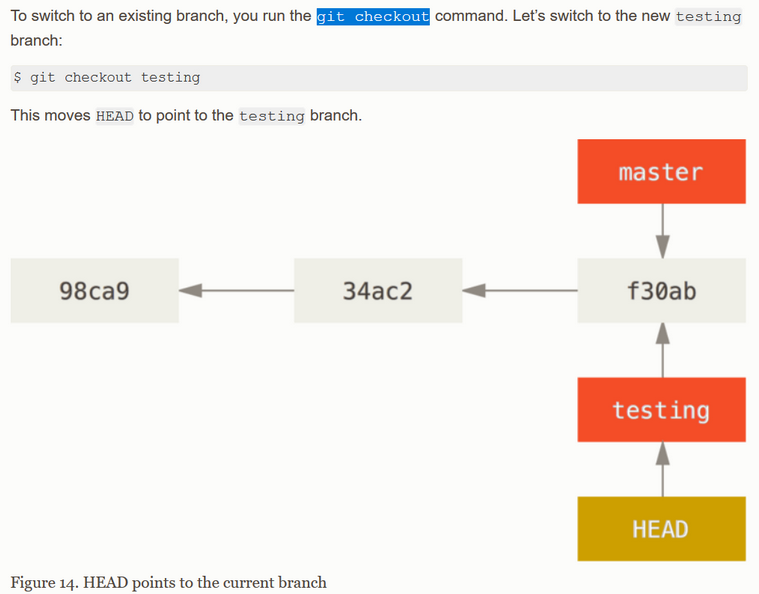 To switch to an existing branch, you run the git checkout command. Let’s switch to the new testing
branch:
$ git checkout testing
This moves HEAD to point to the testing branch.
master
98ca9
34ac2
f30ab
testing
HEAD
Figure 14. HEAD points to the current branch